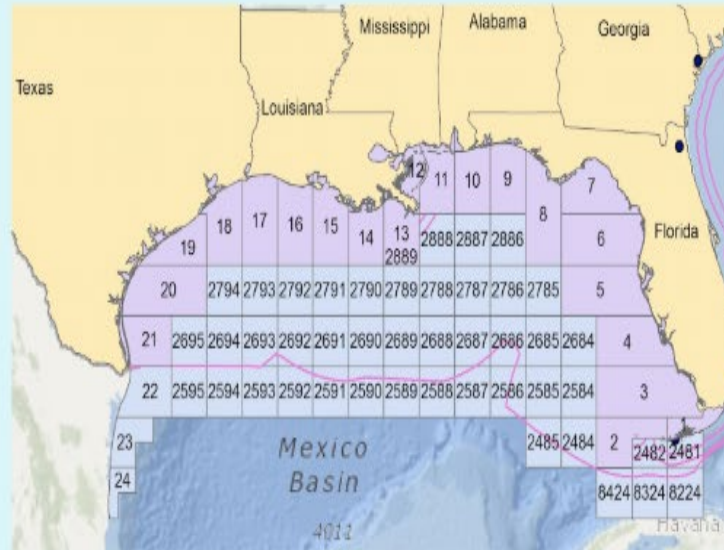 Mississippi Alabama Georgia
Texas
Louisiana
12 11 10 9 7
18 17 16 15 14 13 8 6 Florida
2889 2888 2887 2886
19
20 2794 2793 2792 2791 2790 2789 2788 2787 2786 2785 5
21 2695 2694 2693 2692 2691 2690 2689 2688 2687 2686 2685 2684 4
22 2595 2594 2593 2592 2591 2590 2589 2588 2587 2586 2585 2584 3
1
23 Mexico 2485 2484 2 2482 2481
24 Basin 8424 8324 8224
4011 Havana